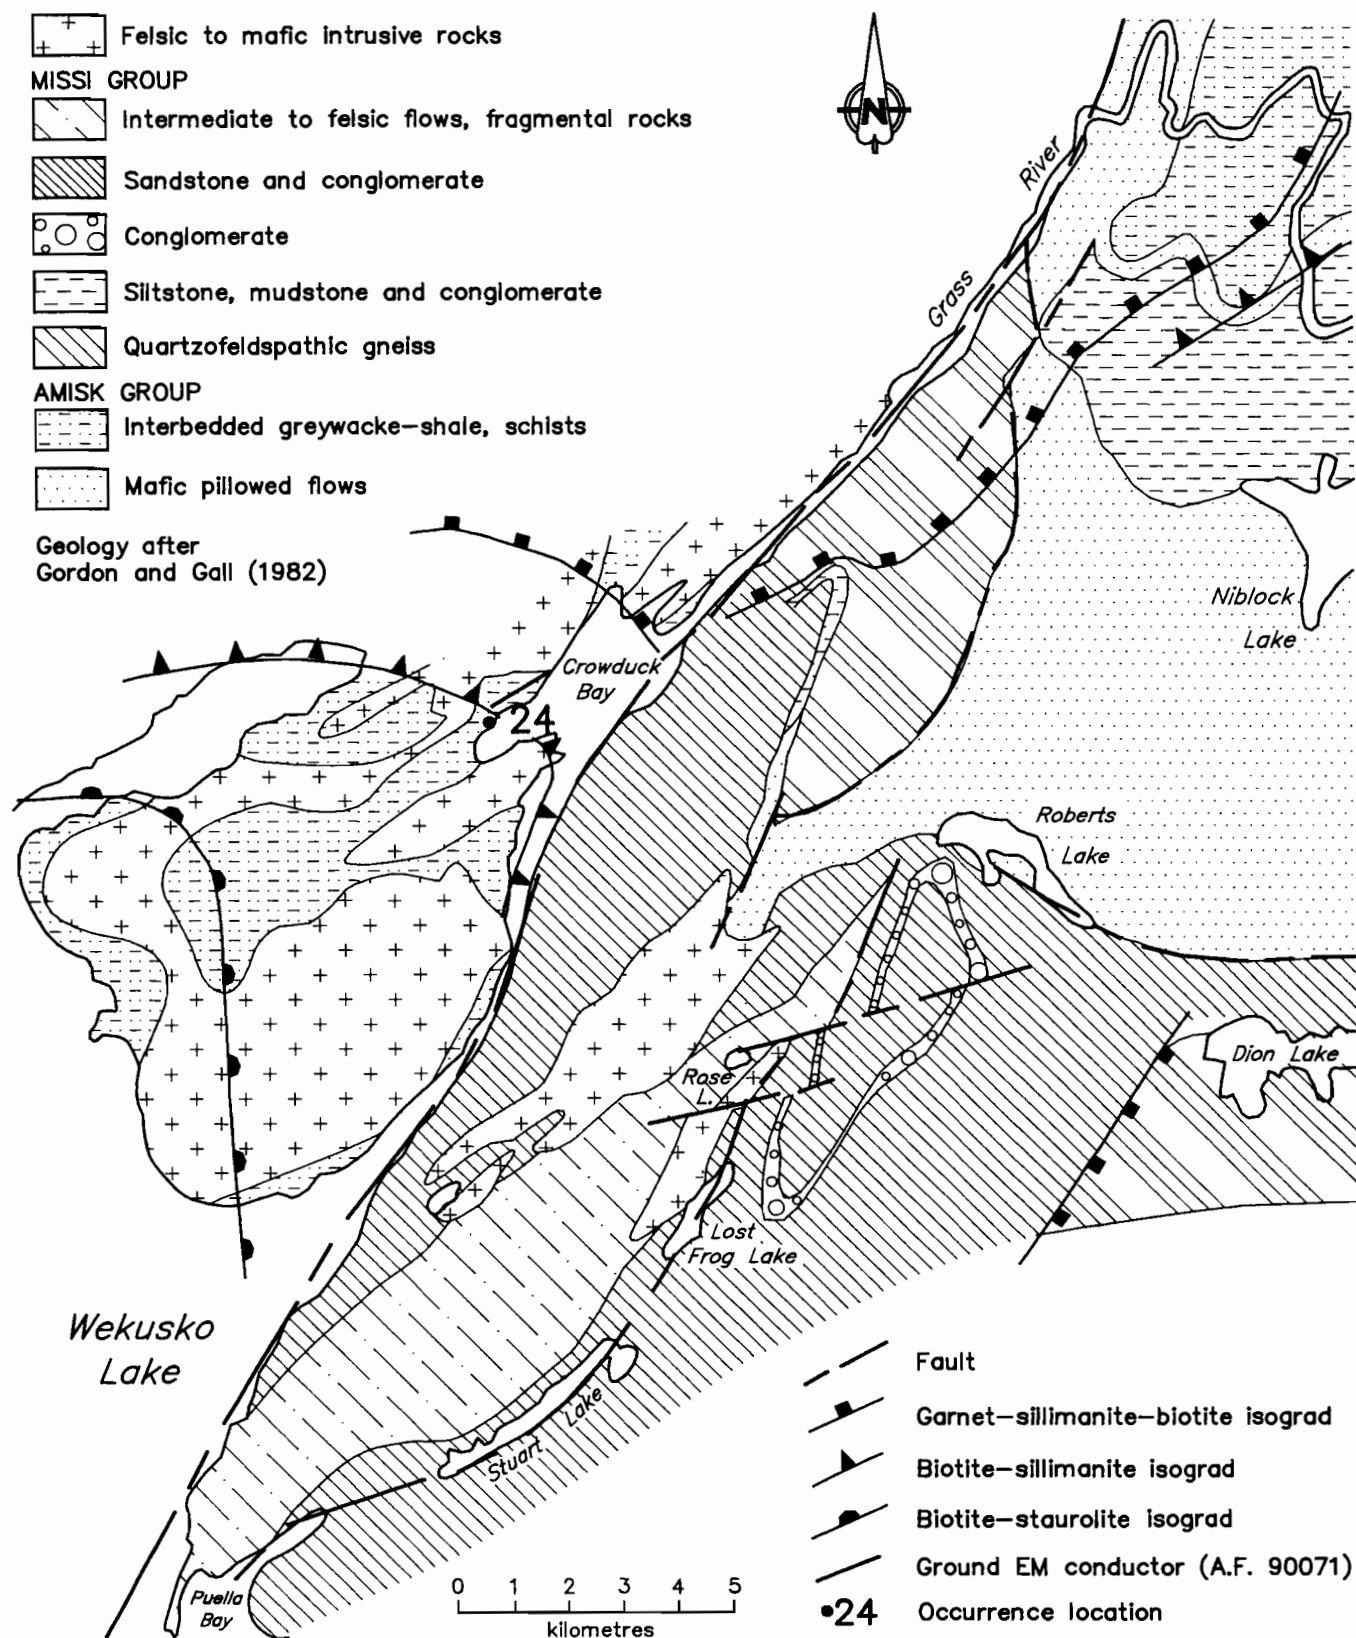 Felsic to mafic intrusive rocks
MISSI GROUP
Intermediate to felsic flows, fragmental rocks
Sandstone and conglomerate
Conglomerate
Siltstone, mudstone and conglomerate
Quartzofeldspathic gneiss
AMISK GROUP
Interbedded greywacke-shale, schists
Mafic pillowed flows
Geology after
Gordon and Gall (1982)
N
Grass River
Niblock
Lake
Crowduck
Bay
24
Roberts
Lake
Dion Lake
Rose
L.
Lost
Frog Lake
Wekusko
Lake
Stuart Lake
Puella
Bay
0 1 2 3 4 5
kilometres
Fault
Garnet-sillimanite-biotite isograd
Biotite-sillimanite isograd
Biotite-staurolite isograd
Ground EM conductor (A.F. 90071)
•24 Occurrence location